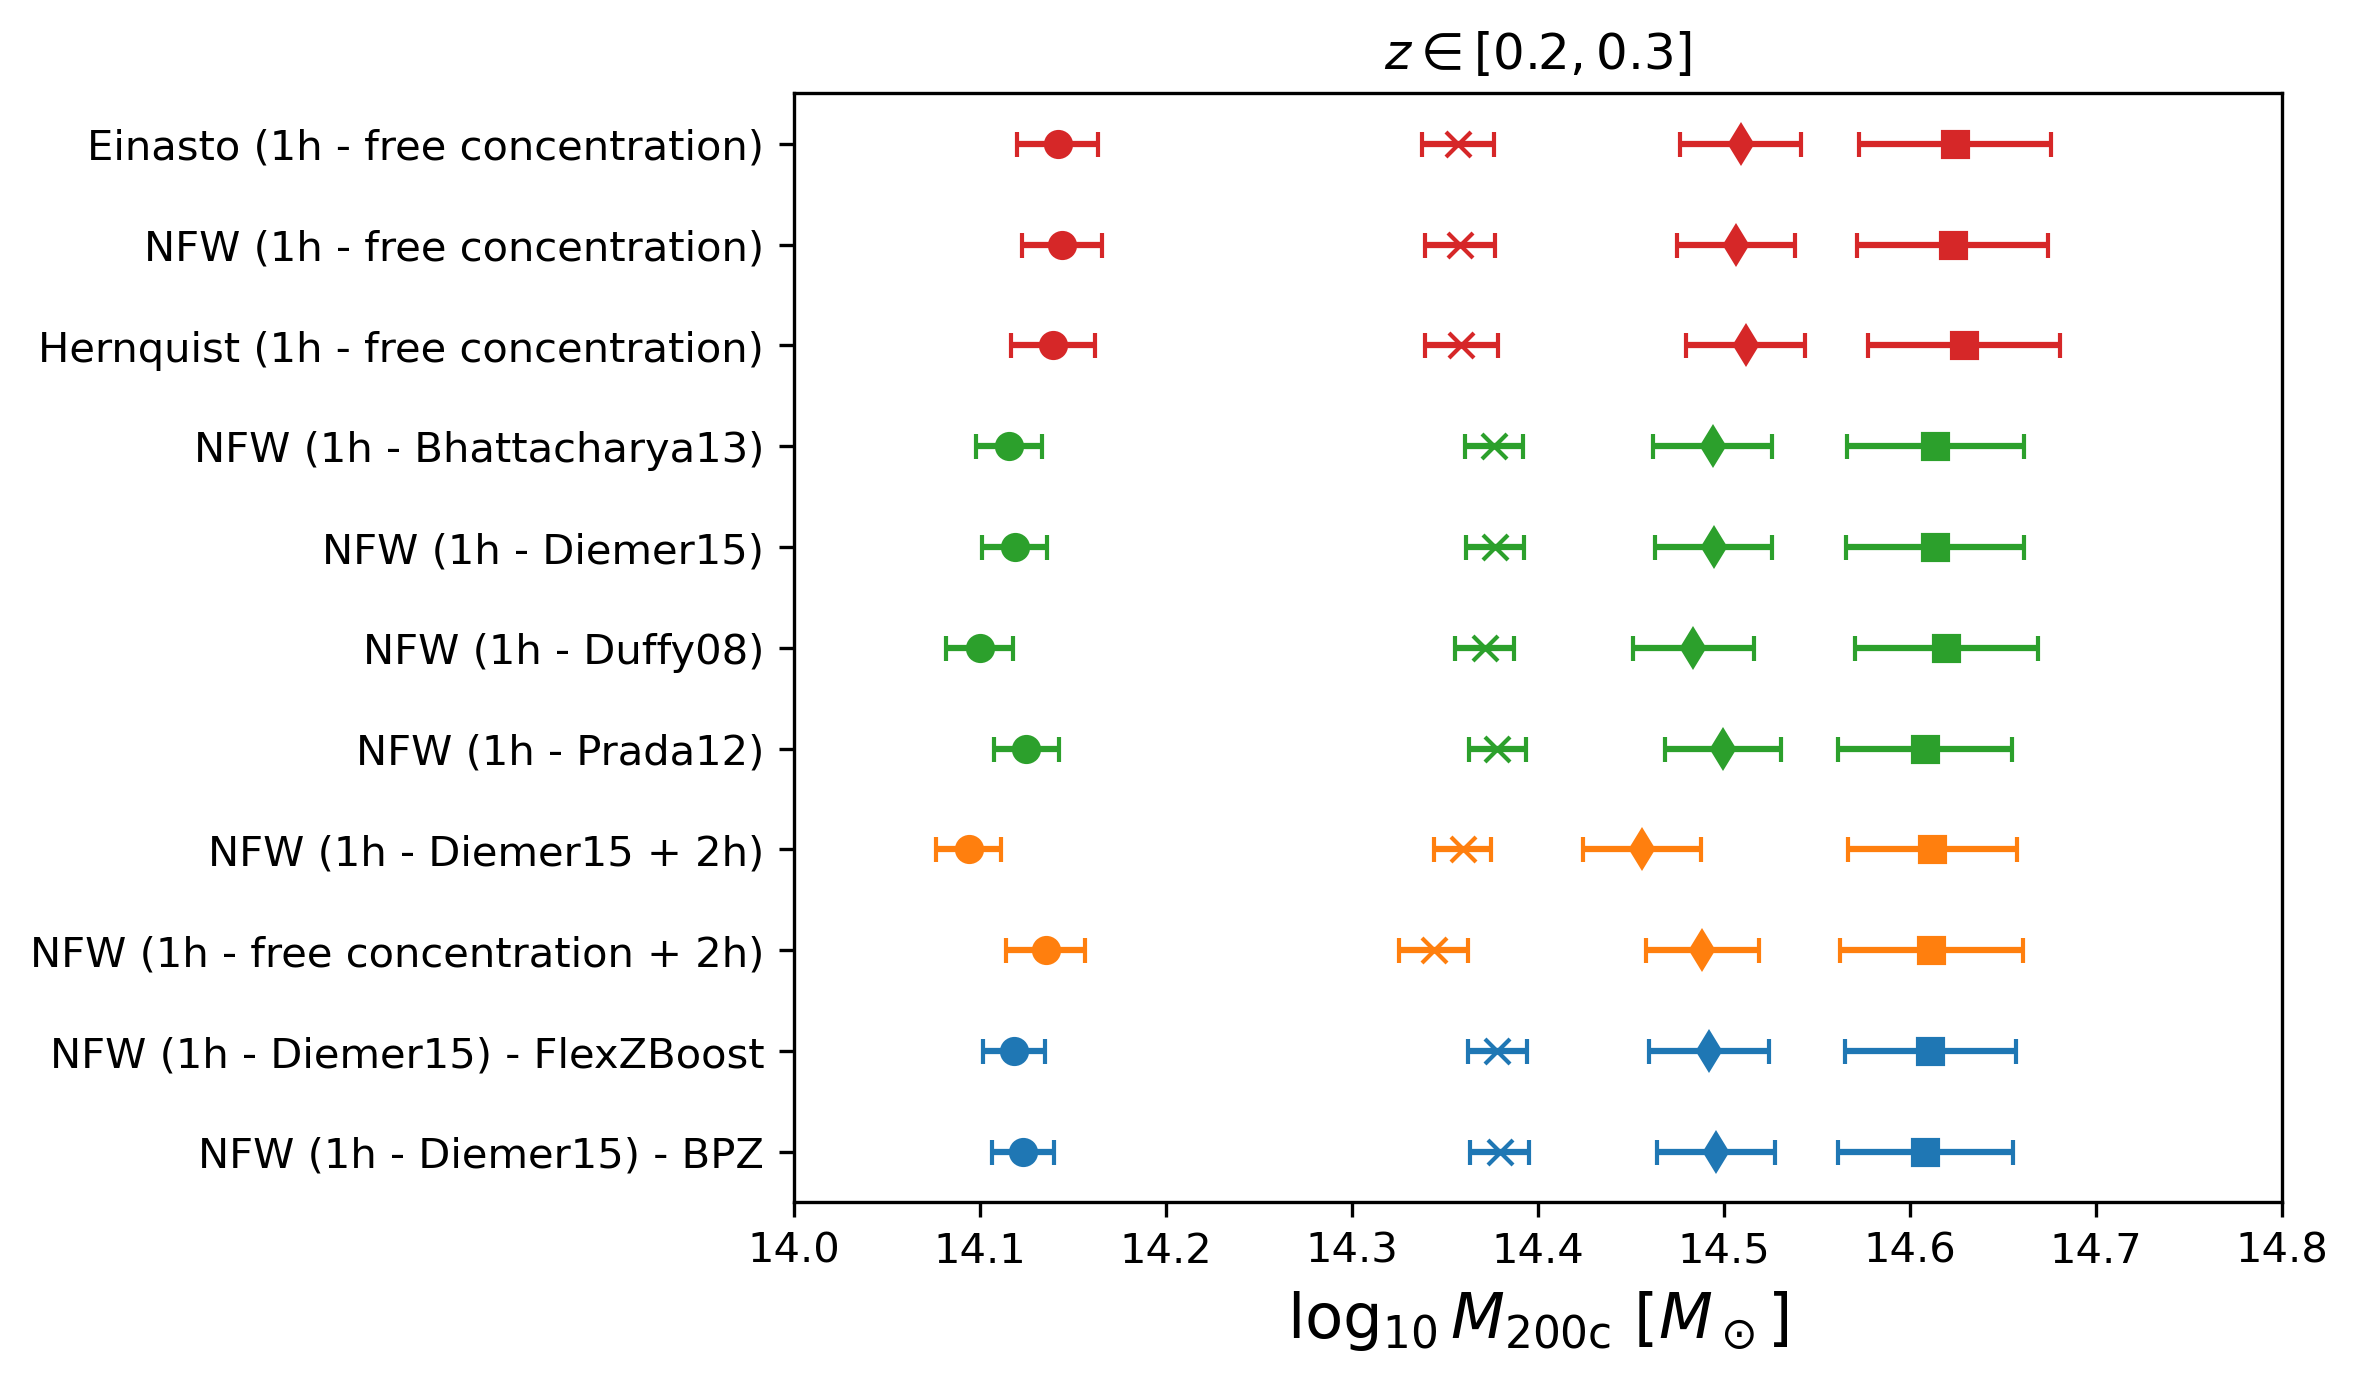 z ∈ [0.2, 0.3]
Einasto (1h - free concentration)
NFW (1h - free concentration)
Hernquist (1h - free concentration)
NFW (1h - Bhattacharya13)
NFW (1h - Diemer15)
NFW (1h - Duffy08)
NFW (1h - Prada12)
NFW (1h - Diemer15 + 2h)
NFW (1h - free concentration + 2h)
NFW (1h - Diemer15) - FlexZBoost
NFW (1h - Diemer15) - BPZ
14.0 14.1 14.2 14.3 14.4 14.5 14.6 14.7 14.8
log₁₀ M₂₀₀c [M⊙]